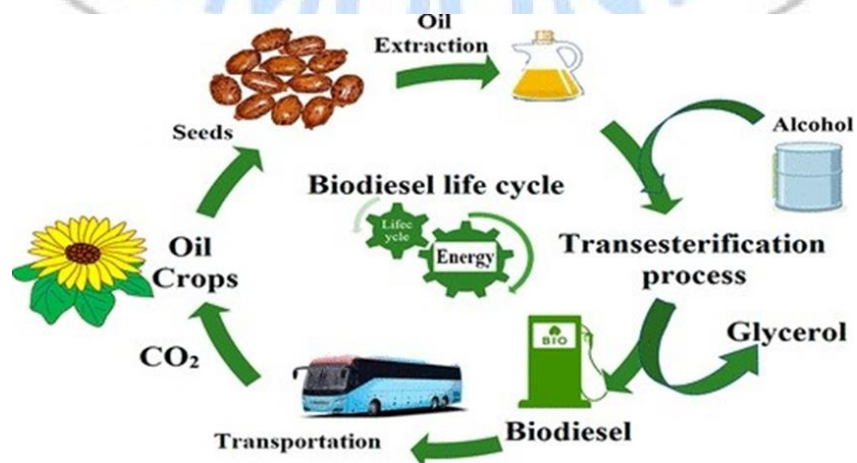 Oil
Extraction
Seeds
Alcohol
Biodiesel life cycle
Lifec
ycle
Energy
Transesterification
process
Oil
Crops
BIO
Glycerol
CO₂
Biodiesel
Transportation